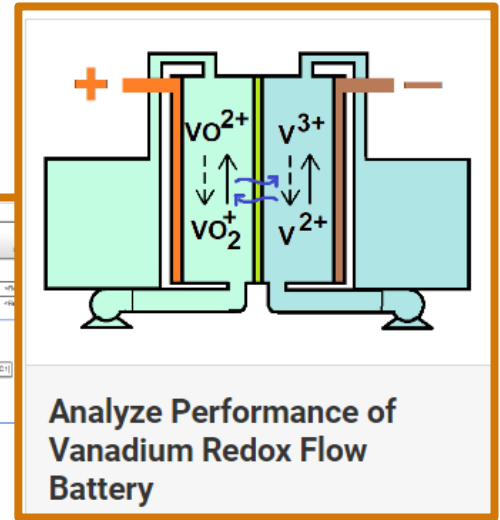 + −
VO2+ V3+
VO2+ V2+
Analyze Performance of
Vanadium Redox Flow
Battery